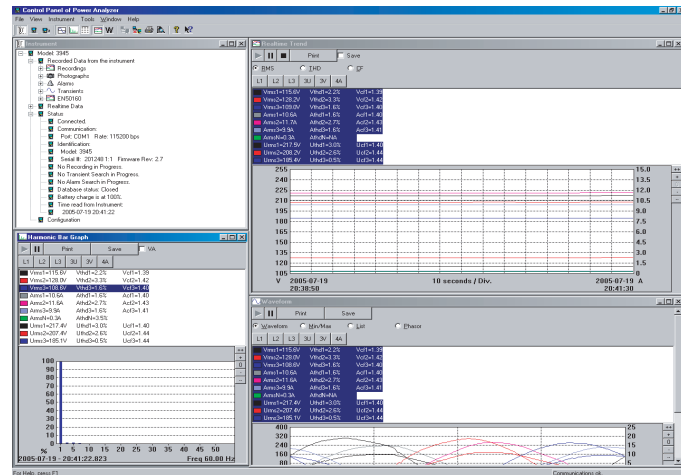 Control Panel of Power Analyzer
File View Instrument Tools Window Help
Instrument
Model: 3945
Recorded Data from the instrument
Recordings
Photographs
Alarms
Transients
EN50160
Realtime Data
Status
Connected.
Communication:
Port: COM1 Rate: 115200 bps
Identification:
Model: 3945
Serial #: 201248 1:1 Firmware Rev: 2.7
No Recording in Progress.
No Transient Search in Progress.
No Alarm Search in Progress.
Database status: Closed
Battery charge is at 100%.
Time read from Instrument:
2005-07-19 20:41:22
Configuration
Harmonic Bar Graph
Print Save VA
L1 L2 L3 3U 3V 4A
Vrms1=115.6V Vthd1=2.2% Vcf1=1.39
Vrms2=128.0V Vthd2=3.3% Vcf2=1.42
Vrms3=108.6V Vthd3=1.6% Vcf3=1.40
Arms1=10.6A Athd1=1.6% Acf1=1.40
Arms2=11.6A Athd2=2.7% Acf2=1.43
Arms3=9.9A Athd3=1.6% Acf3=1.41
ArmsN=0.3A AthdN=3.5%
Urms1=217.4V Uthd1=3.0% Ucf1=1.40
Urms2=207.4V Uthd2=2.6% Ucf2=1.44
Urms3=185.1V Uthd3=0.5% Ucf3=1.44
100
90
80
70
60
50
40
30
20
10
0
% 1 5 10 15 20 25 30 35 40 45 50
2005-07-19 - 20:41:22.823 Freq 60.00 Hz
Realtime Trend
Print Save
RMS THD CF
L1 L2 L3 3U 3V 4A
Vrms1=115.6V Vthd1=2.2% Vcf1=1.39
Vrms2=128.2V Vthd2=3.3% Vcf2=1.42
Vrms3=109.0V Vthd3=1.6% Vcf3=1.40
Arms1=10.6A Athd1=1.6% Acf1=1.40
Arms2=11.7A Athd2=2.7% Acf2=1.43
Arms3=9.9A Athd3=1.6% Acf3=1.41
ArmsN=0.3A AthdN=NA
Urms1=217.9V Uthd1=3.0% Ucf1=1.40
Urms2=208.2V Uthd2=2.6% Ucf2=1.44
Urms3=185.4V Uthd3=0.5% Ucf3=1.44
255 15.0
240 13.5
225 12.0
210 10.5
195 9.0
180 7.5
165 6.0
150 4.5
135 3.0
120 1.5
105 0
V 2005-07-19 10 seconds / Div. 2005-07-19 A
20:38:50 20:41:30
Waveform
Print Save
Waveform Min/Max List Phasor
L1 L2 L3 3U 3V 4A
Vrms1=115.6V Vthd1=2.2% Vcf1=1.39
Vrms2=128.0V Vthd2=3.3% Vcf2=1.42
Vrms3=108.6V Vthd3=1.6% Vcf3=1.40
Arms1=10.6A Athd1=1.6% Acf1=1.40
Arms2=11.6A Athd2=2.7% Acf2=1.43
Arms3=9.9A Athd3=1.6% Acf3=1.41
ArmsN=0.3A AthdN=NA
Urms1=217.4V Uthd1=3.0% Ucf1=1.40
Urms2=207.4V Uthd2=2.6% Ucf2=1.44
Urms3=185.1V Uthd3=0.5% Ucf3=1.44
400 25
320 20
240 15
160 10
80 5
For Help, press F1 Communications ok